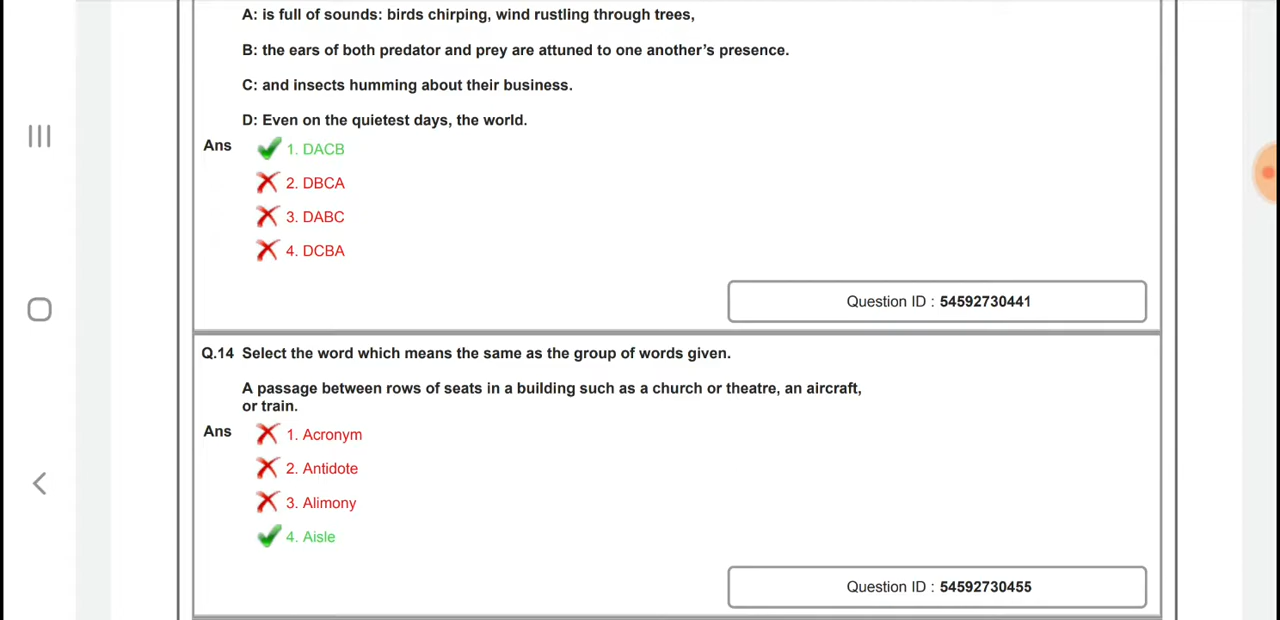 A: is full of sounds: birds chirping, wind rustling through trees,
B: the ears of both predator and prey are attuned to one another's presence.
C: and insects humming about their business.
D: Even on the quietest days, the world.
Ans 1. DACB
2. DBCA
3. DABC
4. DCBA
Question ID : 54592730441
Q.14 Select the word which means the same as the group of words given.
A passage between rows of seats in a building such as a church or theatre, an aircraft,
or train.
Ans 1. Acronym
2. Antidote
3. Alimony
4. Aisle
Question ID : 54592730455